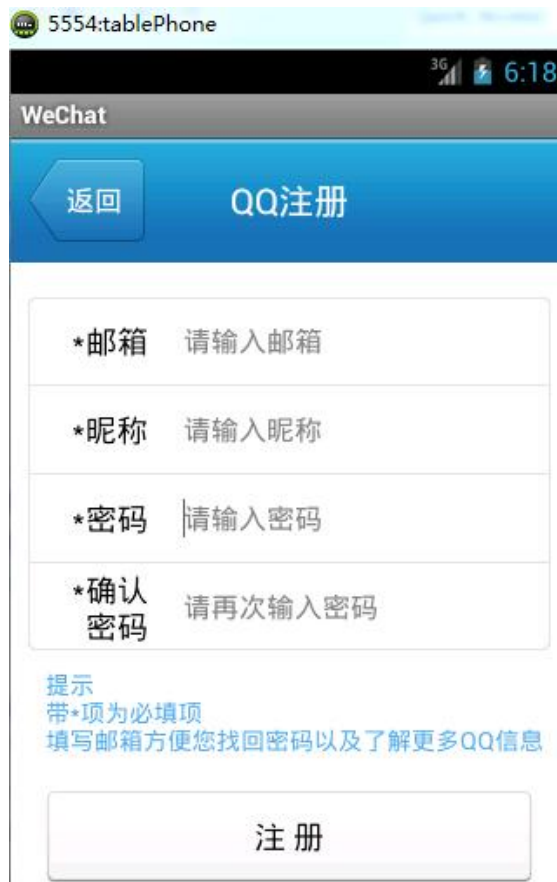 5554:tablePhone
3G 6:18
WeChat
返回 QQ注册
*邮箱 请输入邮箱
*昵称 请输入昵称
*密码 请输入密码
*确认 请再次输入密码
密码
提示
带*项为必填项
填写邮箱方便您找回密码以及了解更多QQ信息
注 册